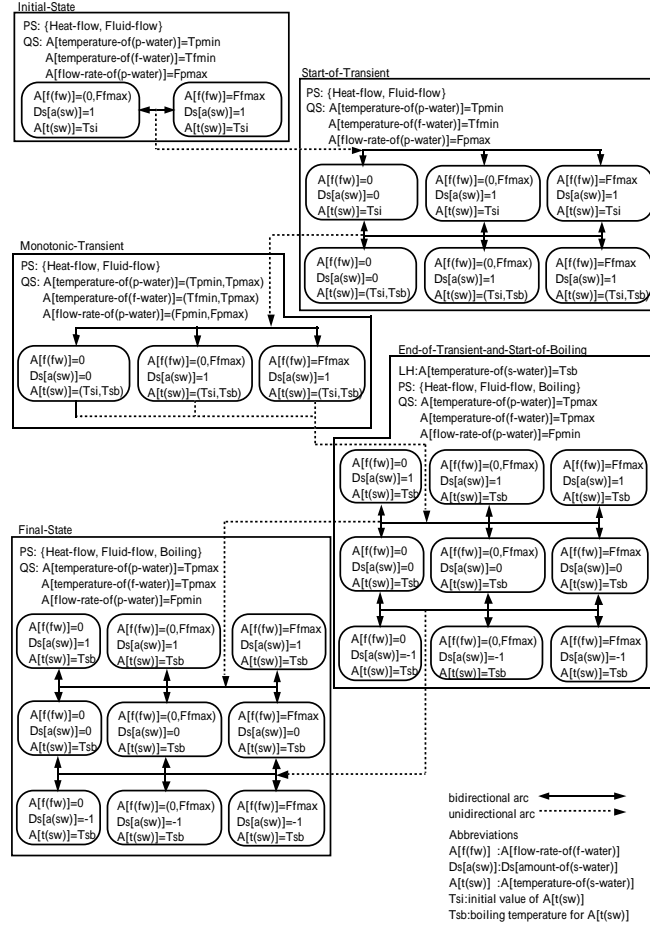 Initial-State
PS: {Heat-flow, Fluid-flow}
QS: A[temperature-of(p-water)]=Tpmin
A[temperature-of(f-water)]=Tfmin
A[flow-rate-of(p-water)]=Fpmax
A[f(fw)]=(0,Ffmax)
Ds[a(sw)]=1
A[t(sw)]=Tsi
A[f(fw)]=Ffmax
Ds[a(sw)]=1
A[t(sw)]=Tsi
Start-of-Transient
PS: {Heat-flow, Fluid-flow}
QS: A[temperature-of(p-water)]=Tpmin
A[temperature-of(f-water)]=Tfmin
A[flow-rate-of(p-water)]=Fpmax
A[f(fw)]=0
Ds[a(sw)]=0
A[t(sw)]=Tsi
A[f(fw)]=(0,Ffmax)
Ds[a(sw)]=1
A[t(sw)]=Tsi
A[f(fw)]=Ffmax
Ds[a(sw)]=1
A[t(sw)]=Tsi
A[f(fw)]=0
Ds[a(sw)]=0
A[t(sw)]=(Tsi,Tsb)
A[f(fw)]=(0,Ffmax)
Ds[a(sw)]=1
A[t(sw)]=(Tsi,Tsb)
A[f(fw)]=Ffmax
Ds[a(sw)]=1
A[t(sw)]=(Tsi,Tsb)
Monotonic-Transient
PS: {Heat-flow, Fluid-flow}
QS: A[temperature-of(p-water)]=(Tpmin,Tpmax)
A[temperature-of(f-water)]=(Tfmin,Tpmax)
A[flow-rate-of(p-water)]=(Fpmin,Fpmax)
A[f(fw)]=0
Ds[a(sw)]=0
A[t(sw)]=(Tsi,Tsb)
A[f(fw)]=(0,Ffmax)
Ds[a(sw)]=1
A[t(sw)]=(Tsi,Tsb)
A[f(fw)]=Ffmax
Ds[a(sw)]=1
A[t(sw)]=(Tsi,Tsb)
End-of-Transient-and-Start-of-Boiling
LH:A[temperature-of(s-water)]=Tsb
PS: {Heat-flow, Fluid-flow, Boiling}
QS: A[temperature-of(p-water)]=Tpmax
A[temperature-of(f-water)]=Tpmax
A[flow-rate-of(p-water)]=Fpmin
A[f(fw)]=0
Ds[a(sw)]=1
A[t(sw)]=Tsb
A[f(fw)]=(0,Ffmax)
Ds[a(sw)]=1
A[t(sw)]=Tsb
A[f(fw)]=Ffmax
Ds[a(sw)]=1
A[t(sw)]=Tsb
A[f(fw)]=0
Ds[a(sw)]=0
A[t(sw)]=Tsb
A[f(fw)]=(0,Ffmax)
Ds[a(sw)]=0
A[t(sw)]=Tsb
A[f(fw)]=Ffmax
Ds[a(sw)]=0
A[t(sw)]=Tsb
A[f(fw)]=0
Ds[a(sw)]=-1
A[t(sw)]=Tsb
A[f(fw)]=(0,Ffmax)
Ds[a(sw)]=-1
A[t(sw)]=Tsb
A[f(fw)]=Ffmax
Ds[a(sw)]=-1
A[t(sw)]=Tsb
Final-State
PS: {Heat-flow, Fluid-flow, Boiling}
QS: A[temperature-of(p-water)]=Tpmax
A[temperature-of(f-water)]=Tpmax
A[flow-rate-of(p-water)]=Fpmin
A[f(fw)]=0
Ds[a(sw)]=1
A[t(sw)]=Tsb
A[f(fw)]=(0,Ffmax)
Ds[a(sw)]=1
A[t(sw)]=Tsb
A[f(fw)]=Ffmax
Ds[a(sw)]=1
A[t(sw)]=Tsb
A[f(fw)]=0
Ds[a(sw)]=0
A[t(sw)]=Tsb
A[f(fw)]=(0,Ffmax)
Ds[a(sw)]=0
A[t(sw)]=Tsb
A[f(fw)]=Ffmax
Ds[a(sw)]=0
A[t(sw)]=Tsb
A[f(fw)]=0
Ds[a(sw)]=-1
A[t(sw)]=Tsb
A[f(fw)]=(0,Ffmax)
Ds[a(sw)]=-1
A[t(sw)]=Tsb
A[f(fw)]=Ffmax
Ds[a(sw)]=-1
A[t(sw)]=Tsb
bidirectional arc
unidirectional arc
Abbreviations
A[f(fw)] :A[flow-rate-of(f-water)]
Ds[a(sw)]:Ds[amount-of(s-water)]
A[t(sw)] :A[temperature-of(s-water)]
Tsi:initial value of A[t(sw)]
Tsb:boiling temperature for A[t(sw)]